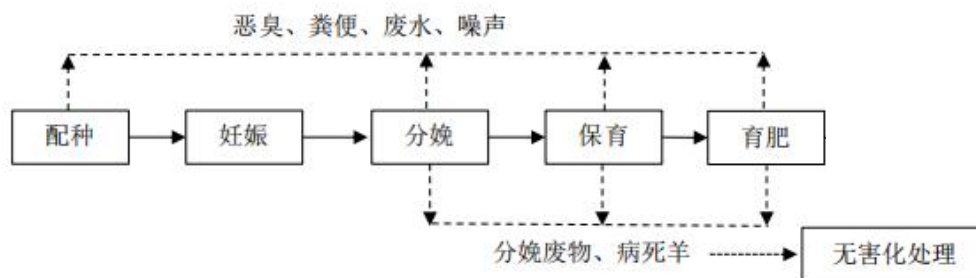 恶臭、粪便、废水、噪声
配种
妊娠
分娩
保育
育肥
分娩废物、病死羊
无害化处理